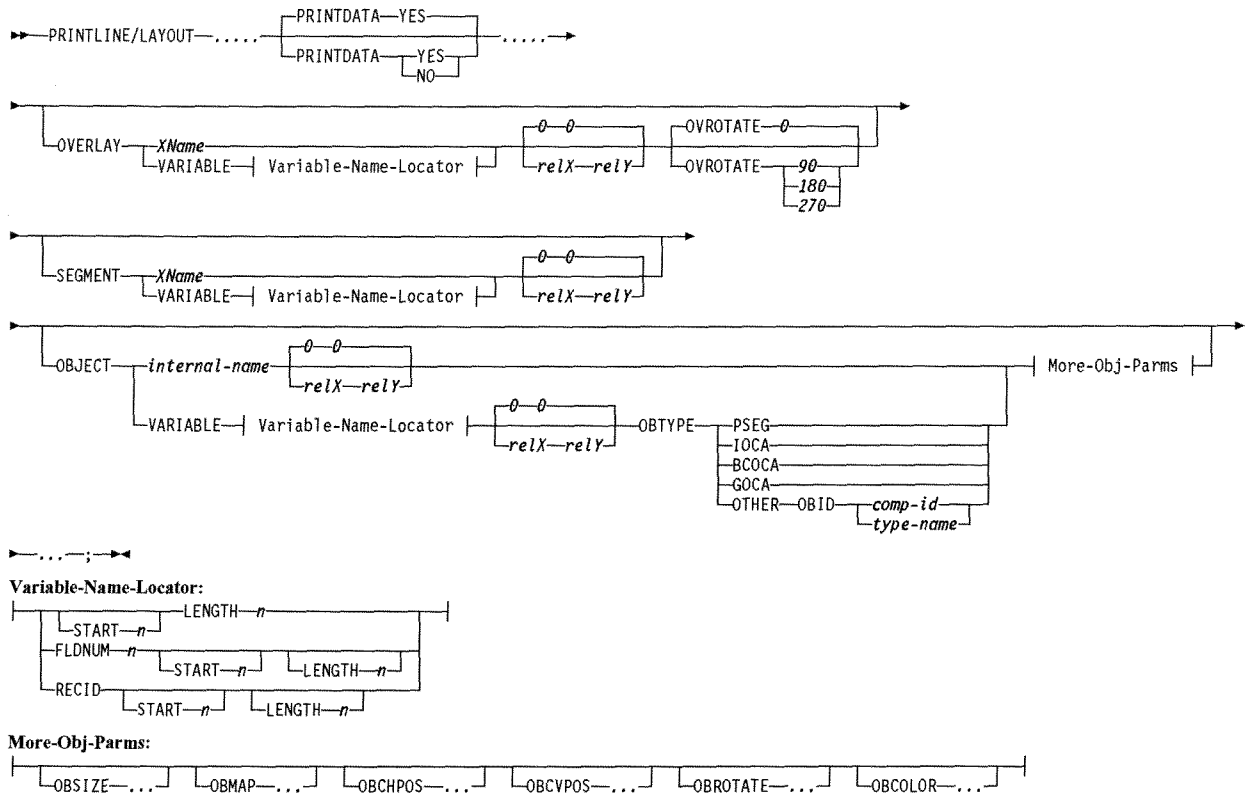 PRINTDATA YES
PRINTLINE/LAYOUT ..... .....
PRINTDATA YES
NO
0 0 OVROTATE 0
OVERLAY XName
VARIABLE Variable-Name-Locator relX relY OVROTATE 90
180
270
0 0
SEGMENT XName
VARIABLE Variable-Name-Locator relX relY
0 0
OBJECT internal-name More-Obj-Parms
relX relY
0 0
VARIABLE Variable-Name-Locator OBTYPE PSEG
relX relY IOCA
BCOCA
GOCA
OTHER OBID comp-id
type-name
... ;
Variable-Name-Locator:
LENGTH n
START n
FLDNUM n
START n LENGTH n
RECID
START n LENGTH n
More-Obj-Parms:
OBSIZE ... OBMAP ... OBCHPOS ... OBCVPOS ... OBROTATE ... OBCOLOR ...